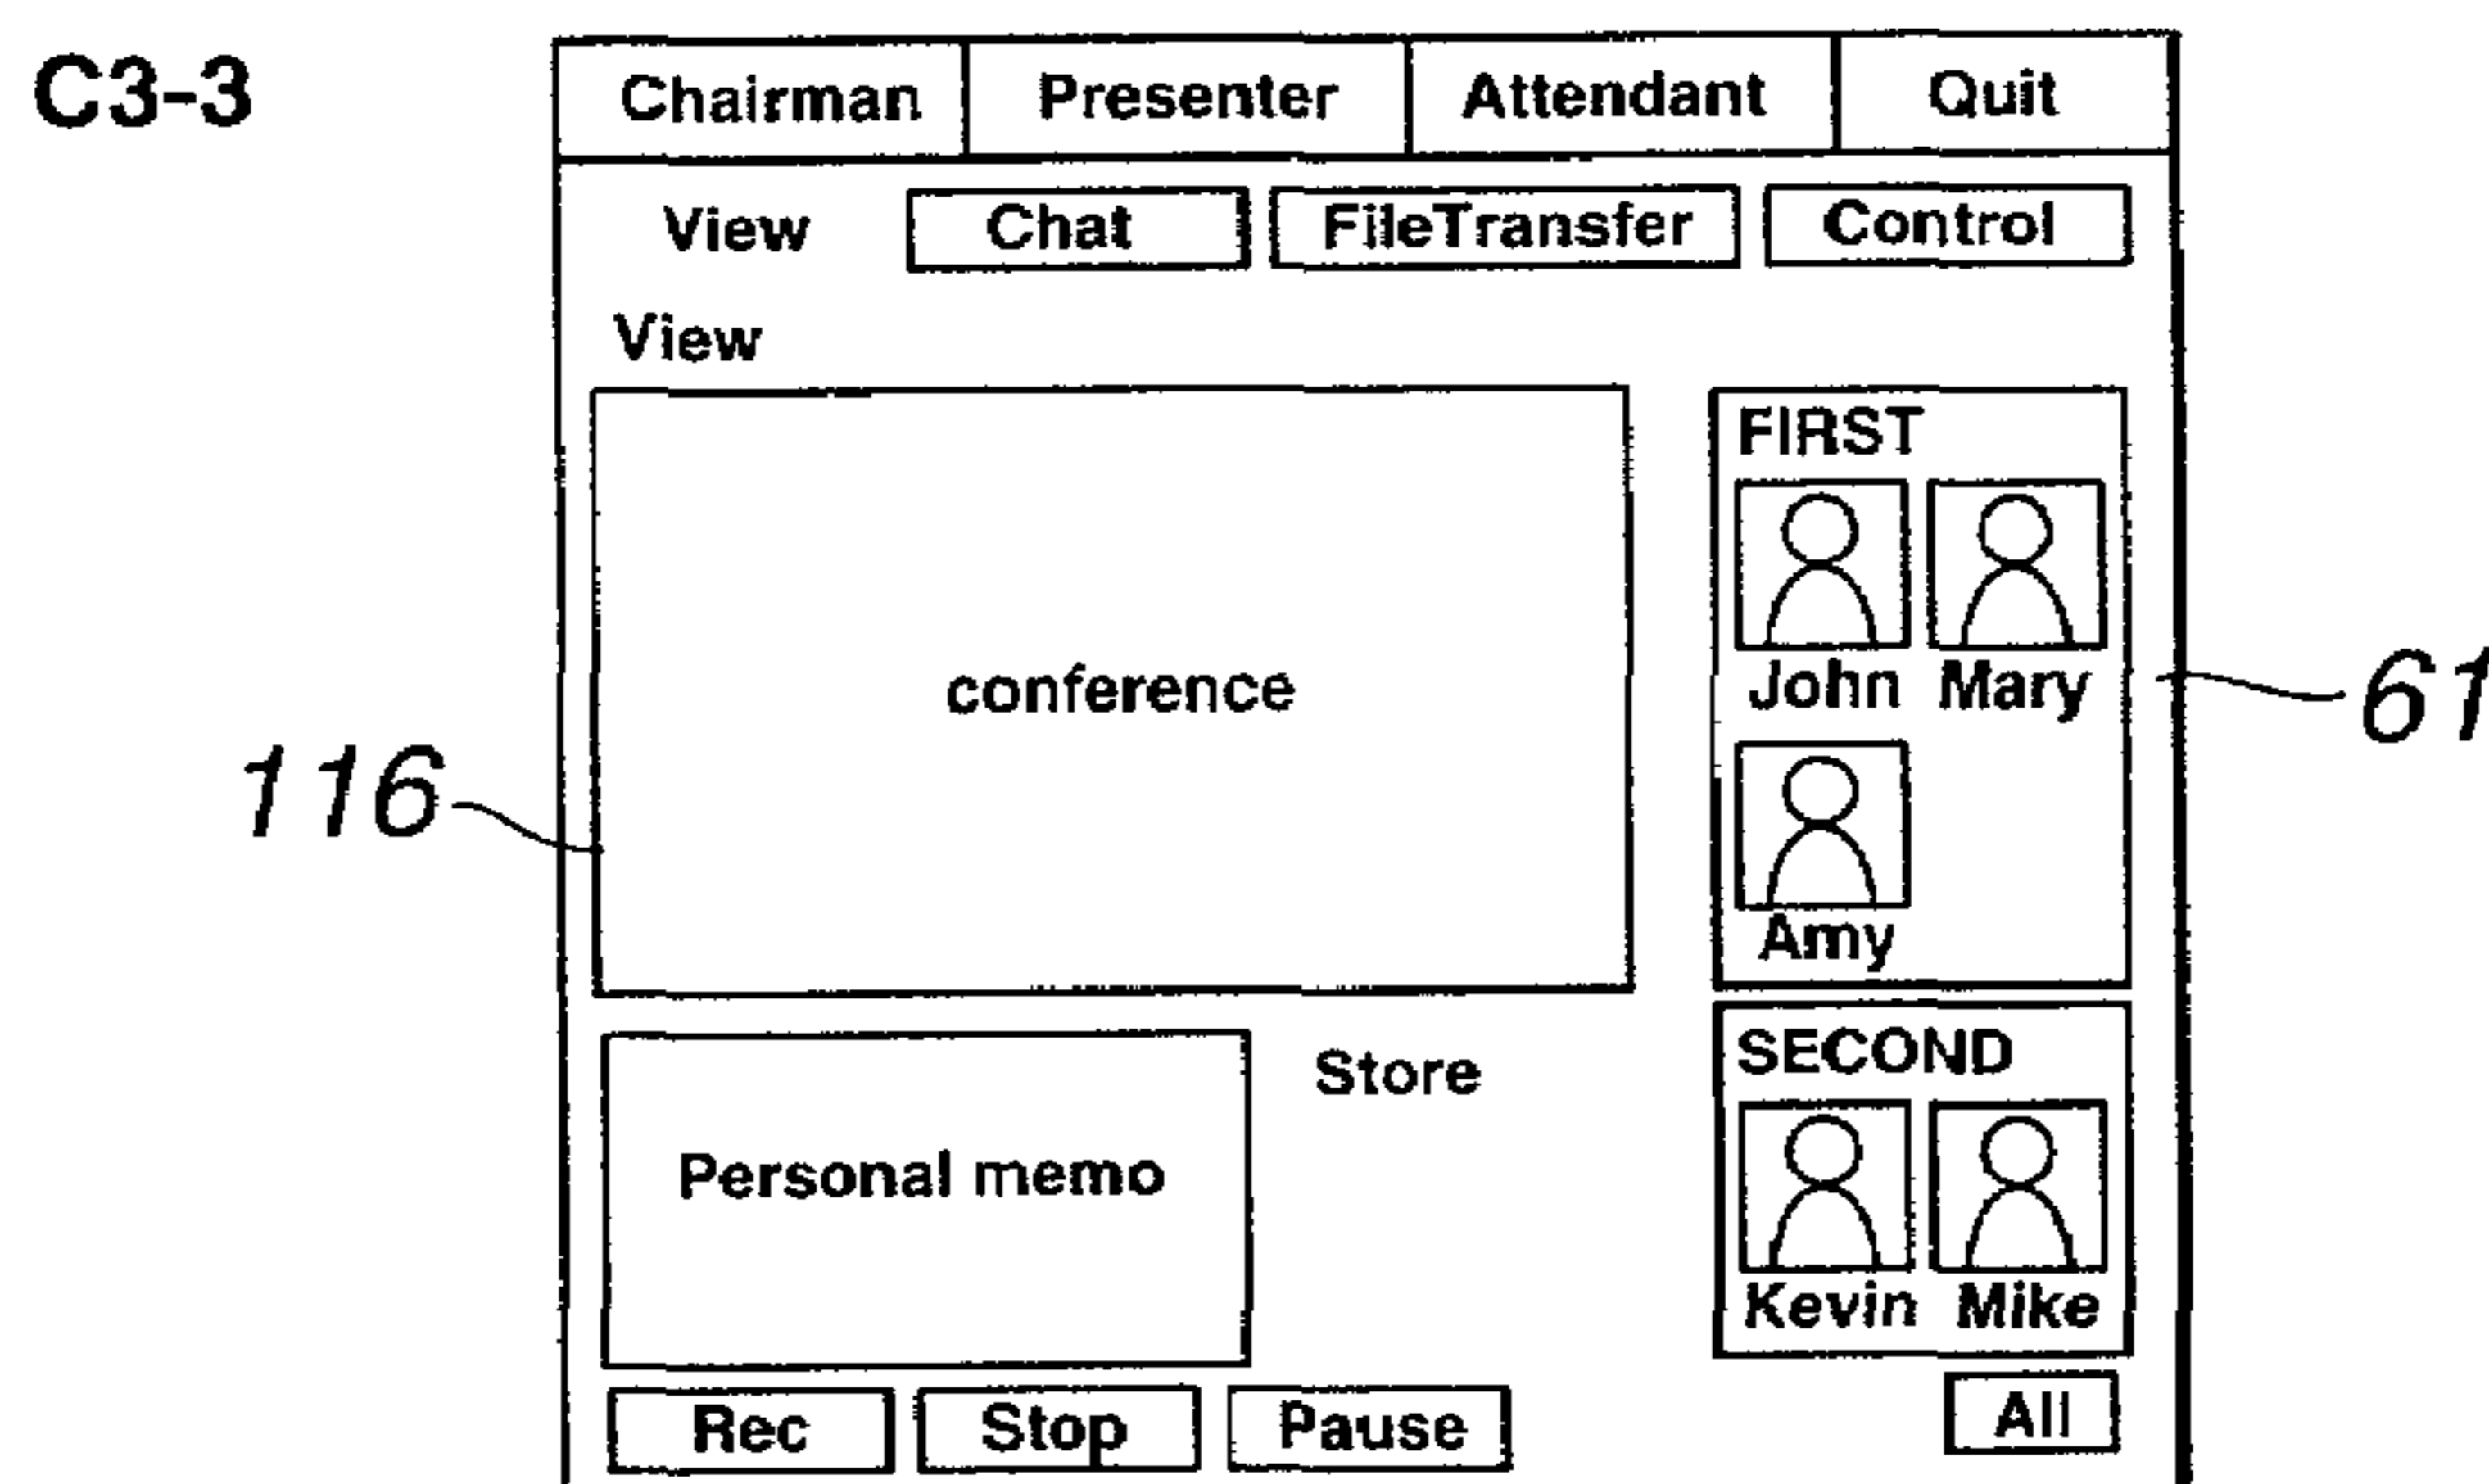 C3-3
Chairman Presenter Attendant Quit
View Chat FileTransfer Control
View
FIRST
conference
John Mary
61
116
Amy
SECOND
Store
Personal memo
Kevin Mike
Rec Stop Pause All